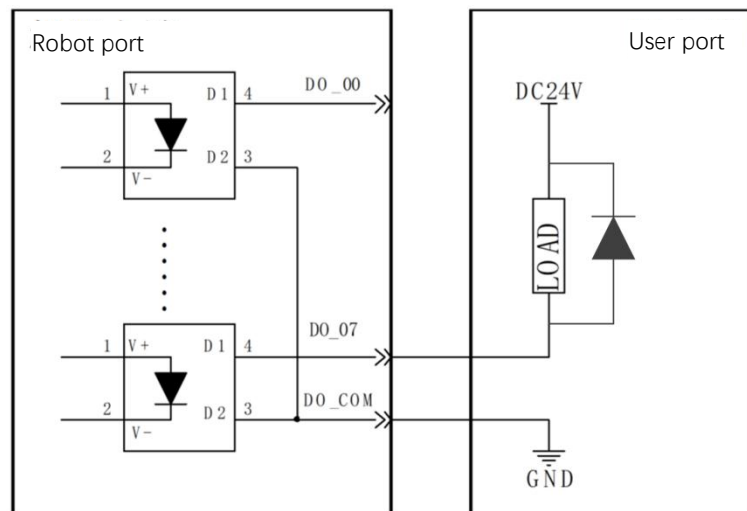 Robot port
User port
1 V+ D1 4 DO_00
2 V- D2 3
DC24V
LOAD
1 V+ D1 4 DO_07
2 V- D2 3 DO_COM
GND